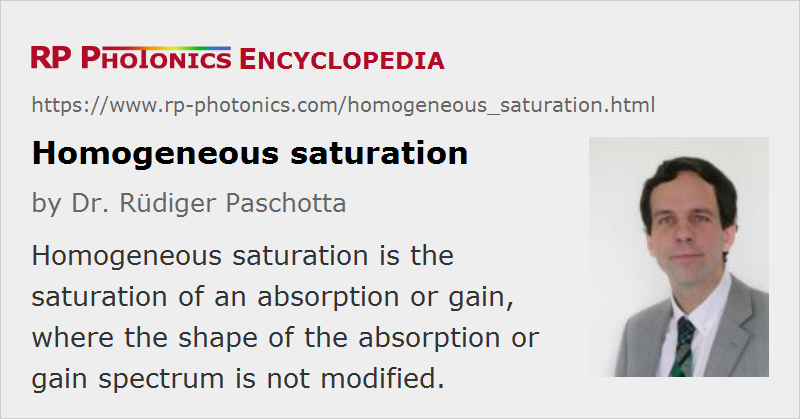 RP PHOTONICS ENCYCLOPEDIA
https://www.rp-photonics.com/homogeneous_saturation.html
Homogeneous saturation
by Dr. Rüdiger Paschotta
Homogeneous saturation is the
saturation of an absorption or gain,
where the shape of the absorption or
gain spectrum is not modified.